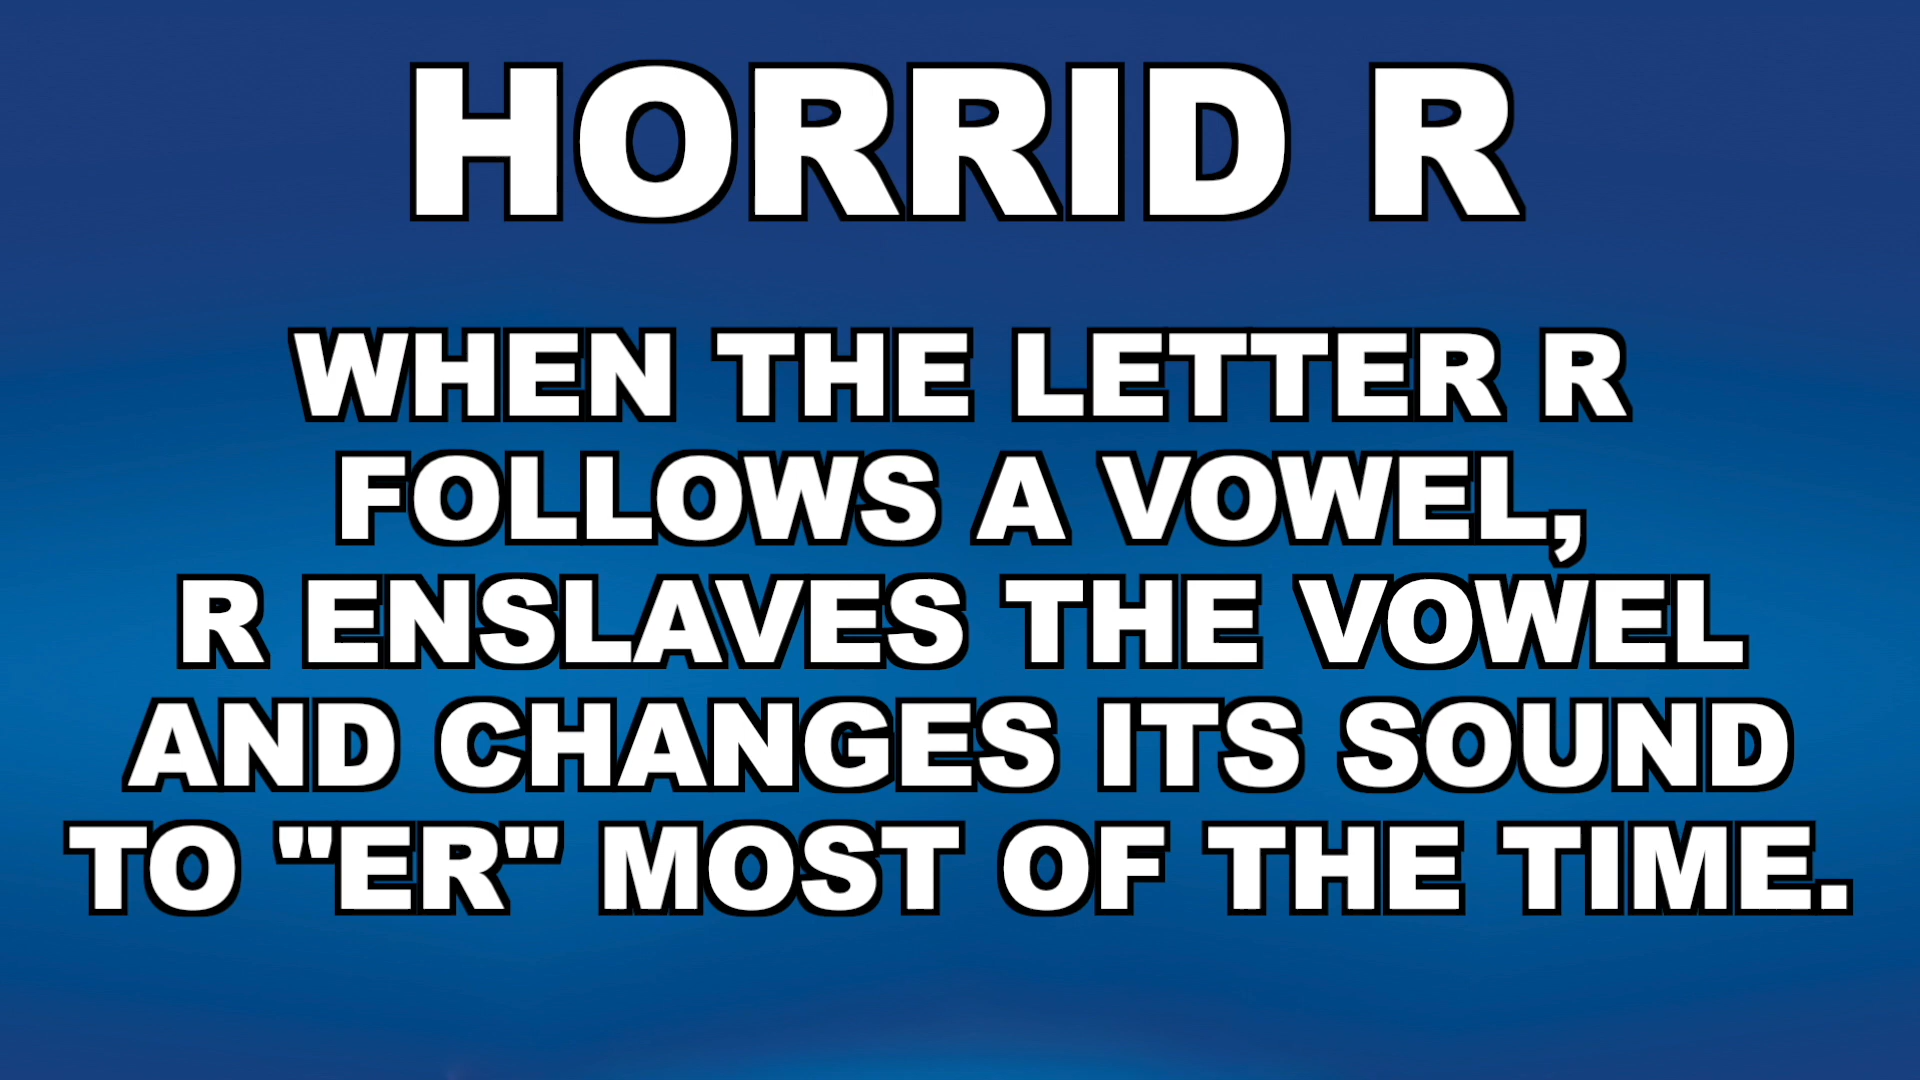 HORRID R
WHEN THE LETTER R
FOLLOWS A VOWEL,
R ENSLAVES THE VOWEL
AND CHANGES ITS SOUND
TO "ER" MOST OF THE TIME.